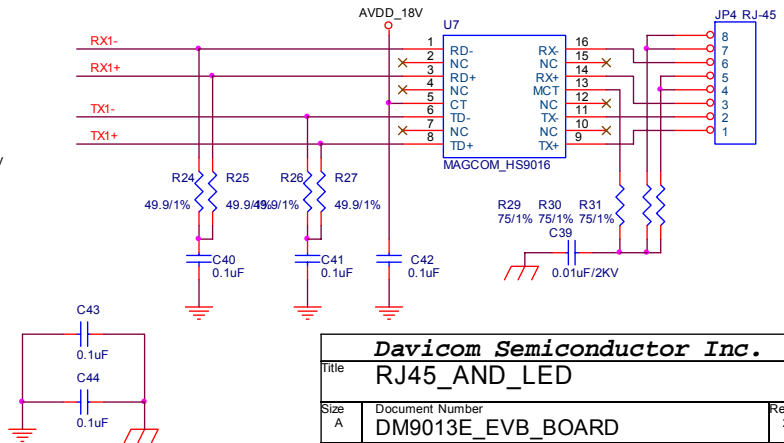 AVDD_18V
JP4 RJ-45
U7
RX1-
RX1+
TX1-
TX1+
1 RD- RX- 16
2 NC NC 15
3 RD+ RX+ 14
4 NC MCT 13
5 CT NC 12
6 TD- TX- 11
7 NC NC 10
8 TD+ TX+ 9
MAGCOM_HS9016
8
7
6
5
4
3
2
1
R24 R25 R26 R27
49.9/1% 49.9/1% 49.9/1% 49.9/1%
R29 R30 R31
75/1% 75/1% 75/1%
C39
0.01uF/2KV
C40
0.1uF
C41
0.1uF
C42
0.1uF
C43
0.1uF
C44
0.1uF
Davicom Semiconductor Inc.
Title
RJ45_AND_LED
Size
A
Document Number
DM9013E_EVB_BOARD